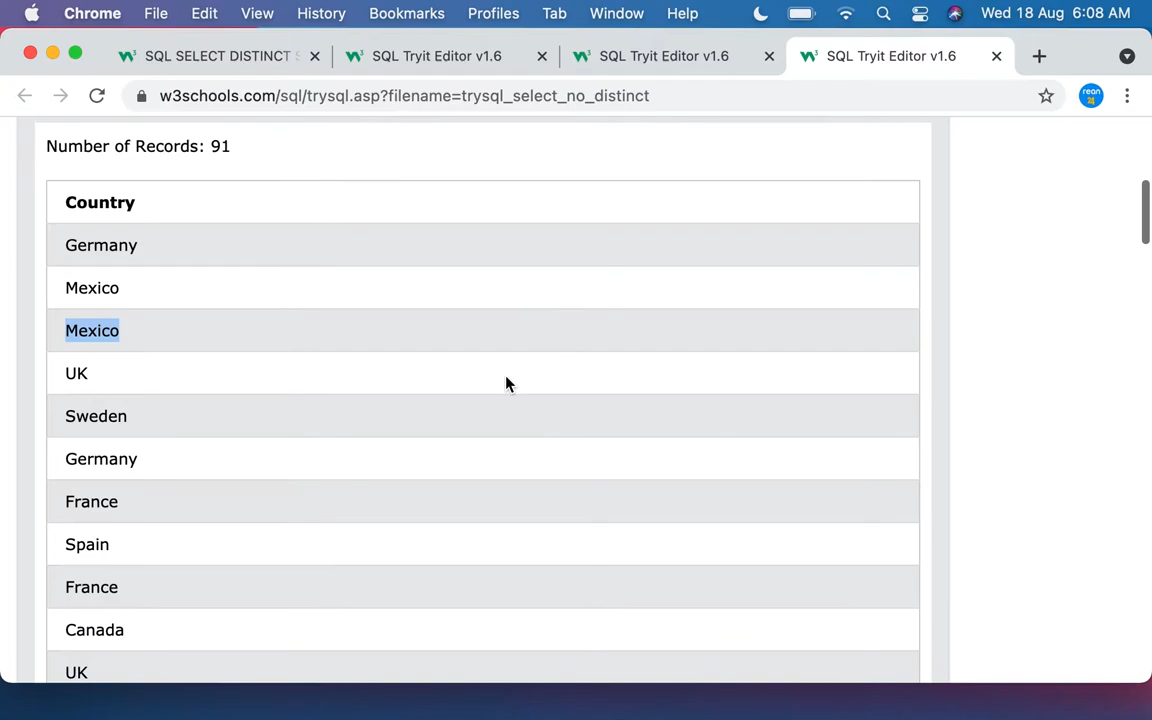 Chrome File Edit View History Bookmarks Profiles Tab Window Help Wed 18 Aug 6:08 AM
SQL SELECT DISTINCT S SQL Tryit Editor v1.6 SQL Tryit Editor v1.6 SQL Tryit Editor v1.6
w3schools.com/sql/trysql.asp?filename=trysql_select_no_distinct
rean 24
Number of Records: 91
Country
Germany
Mexico
Mexico
UK
Sweden
Germany
France
Spain
France
Canada
UK